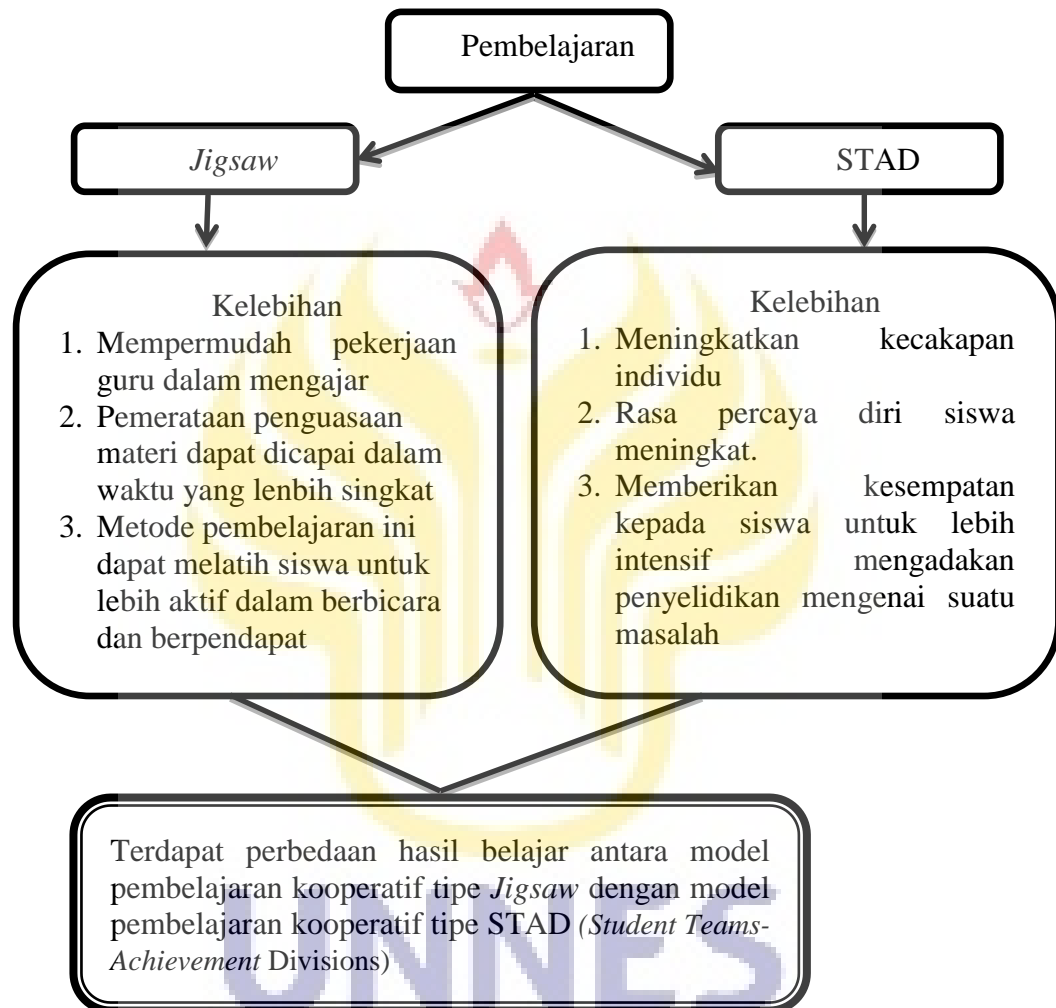 Pembelajaran
Jigsaw
STAD
Kelebihan
1. Mempermudah pekerjaan
guru dalam mengajar
2. Pemerataan penguasaan
materi dapat dicapai dalam
waktu yang lenbih singkat
3. Metode pembelajaran ini
dapat melatih siswa untuk
lebih aktif dalam berbicara
dan berpendapat
Kelebihan
1. Meningkatkan kecakapan
individu
2. Rasa percaya diri siswa
meningkat.
3. Memberikan kesempatan
kepada siswa untuk lebih
intensif mengadakan
penyelidikan mengenai suatu
masalah
Terdapat perbedaan hasil belajar antara model
pembelajaran kooperatif tipe Jigsaw dengan model
pembelajaran kooperatif tipe STAD (Student Teams-
Achievement Divisions)
UNNES